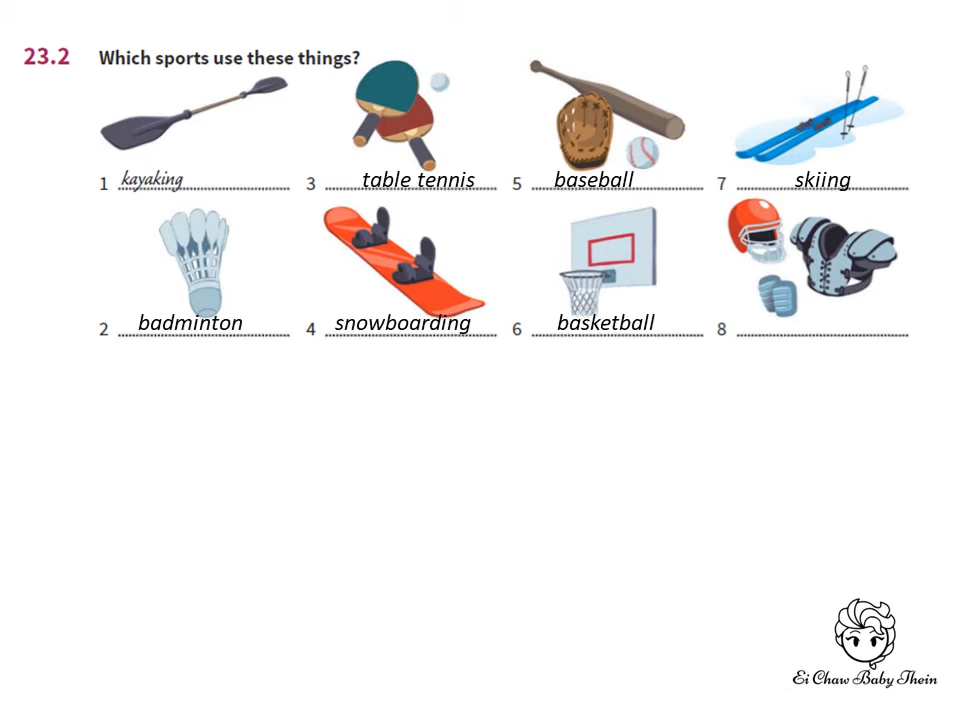 23.2 Which sports use these things?
1 kayaking 3 table tennis 5 baseball 7 skiing
2 badminton 4 snowboarding 6 basketball 8
Ei Chaw Baby Thein